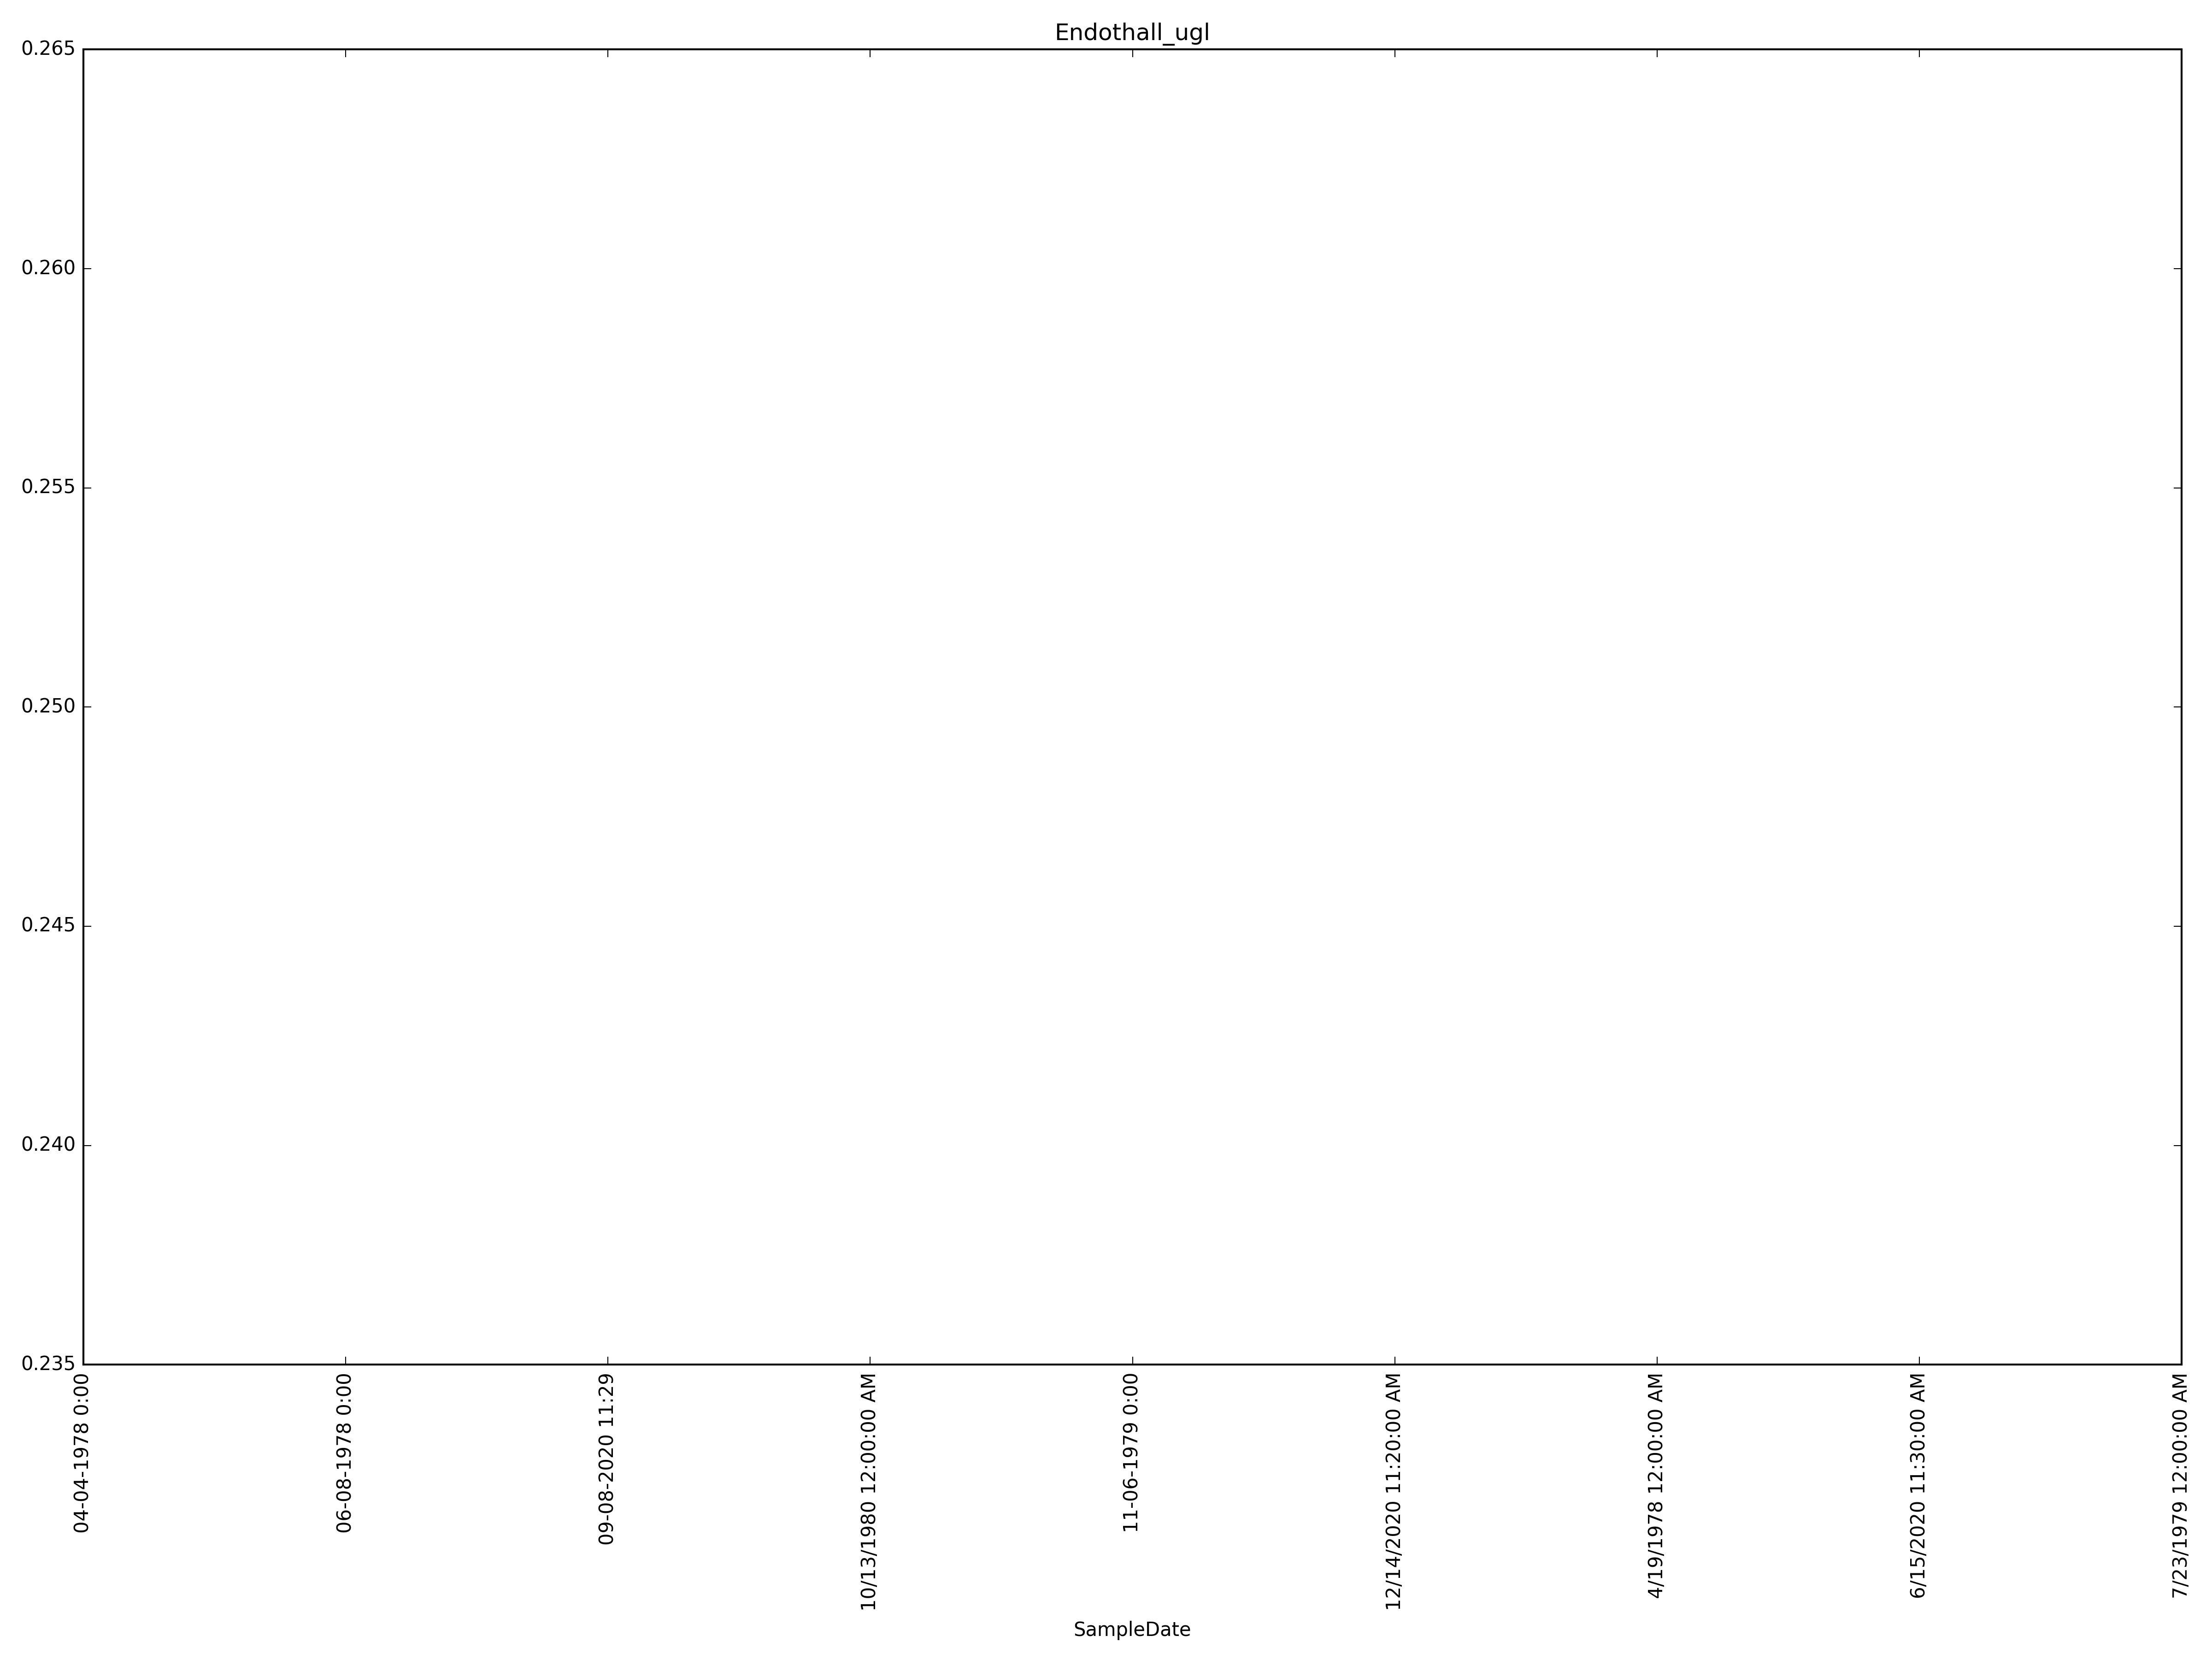 Endothall_ugl
0.265
0.260
0.255
0.250
0.245
0.240
0.235
04-04-1978 0:00
06-08-1978 0:00
09-08-2020 11:29
10/13/1980 12:00:00 AM
11-06-1979 0:00
12/14/2020 11:20:00 AM
4/19/1978 12:00:00 AM
6/15/2020 11:30:00 AM
7/23/1979 12:00:00 AM
SampleDate